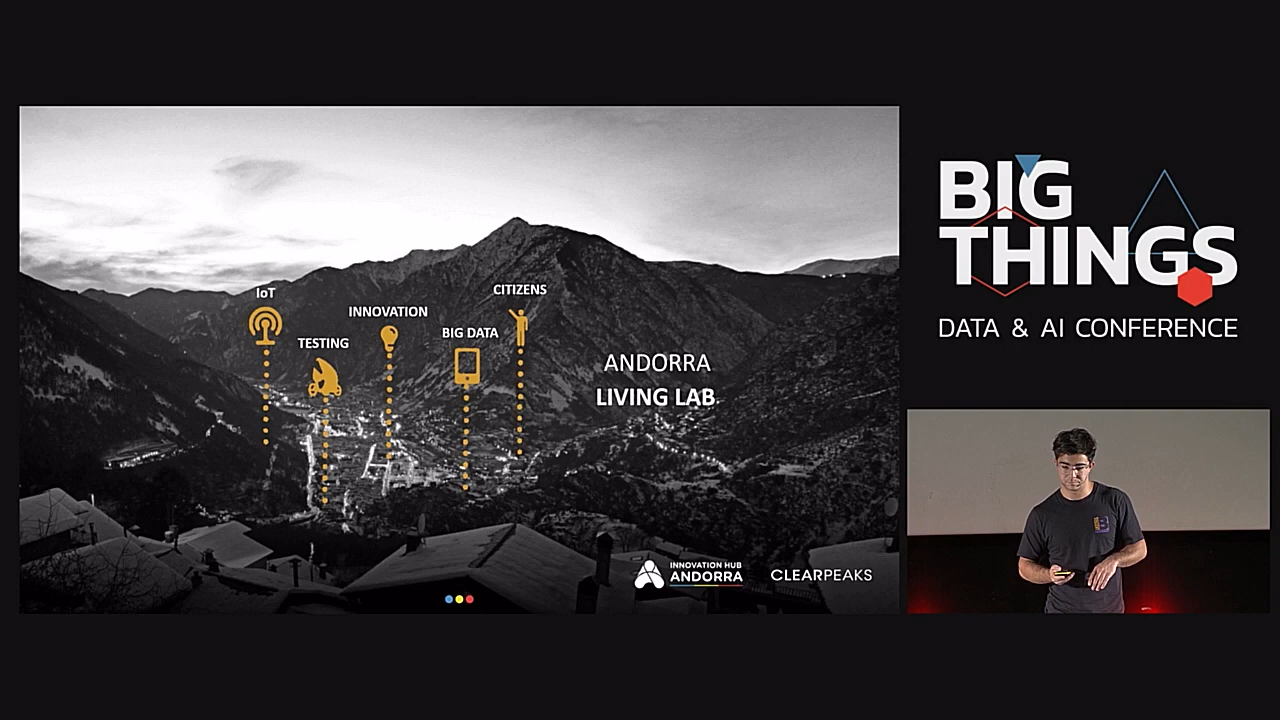 IoT
TESTING
INNOVATION
BIG DATA
CITIZENS
ANDORRA
LIVING LAB
INNOVATION HUB
ANDORRA
CLEARPEAKS
BIG
THINGS
DATA & AI CONFERENCE